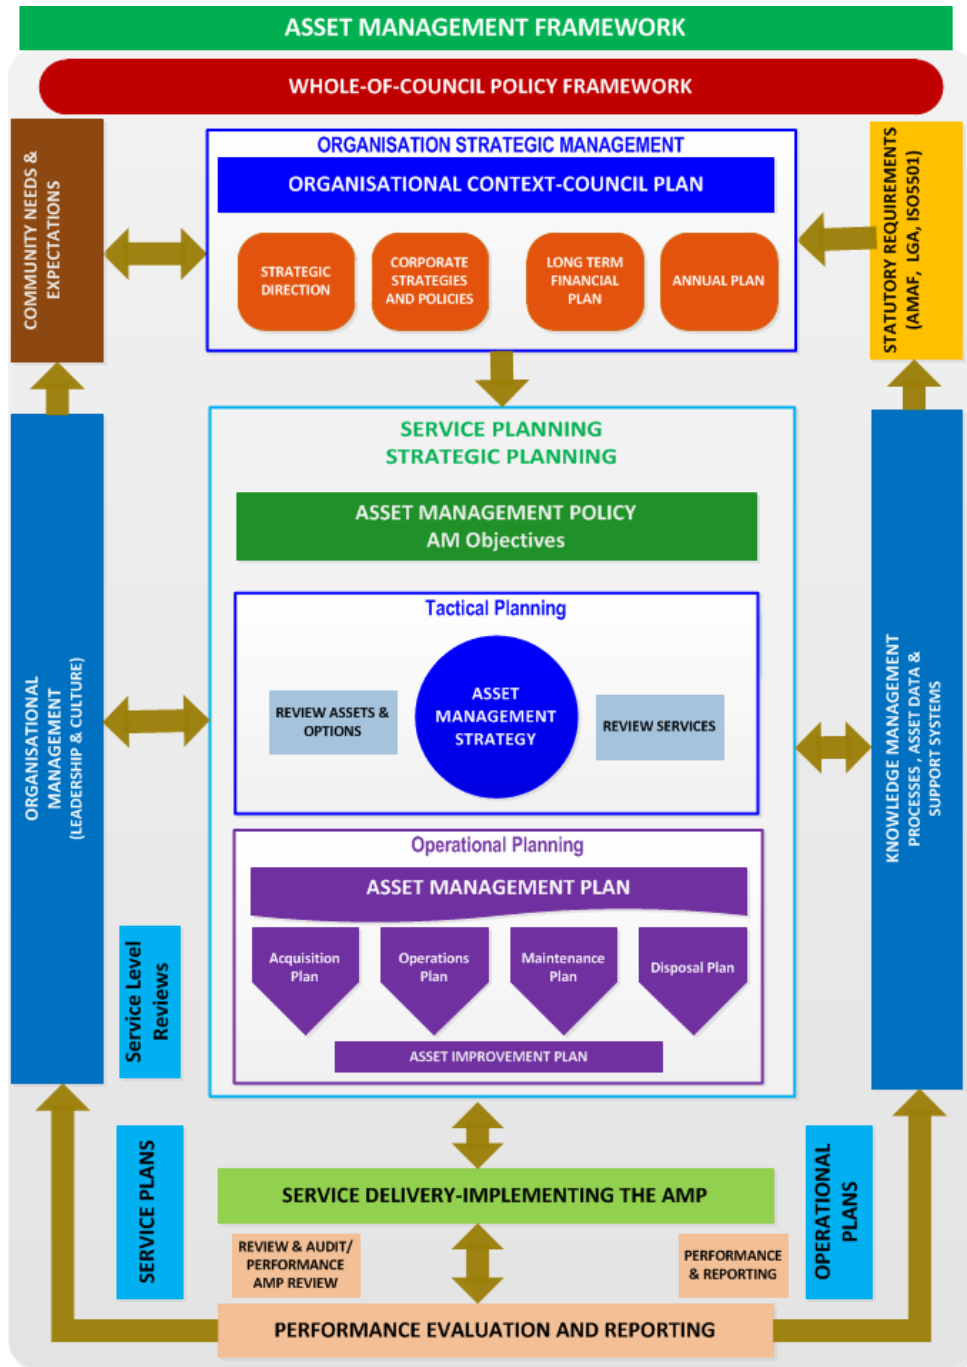 ASSET MANAGEMENT FRAMEWORK
WHOLE-OF-COUNCIL POLICY FRAMEWORK
COMMUNITY NEEDS &
EXPECTATIONS
ORGANISATION STRATEGIC MANAGEMENT
ORGANISATIONAL CONTEXT-COUNCIL PLAN
STRATEGIC
DIRECTION
CORPORATE
STRATEGIES
AND POLICIES
LONG TERM
FINANCIAL
PLAN
ANNUAL PLAN
STATUTORY REQUIREMENTS
(AMAF, LGA, ISO5501)
SERVICE PLANNING
STRATEGIC PLANNING
ASSET MANAGEMENT POLICY
AM Objectives
ORGANISATIONAL
MANAGEMENT
(LEADERSHIP & CULTURE)
Tactical Planning
REVIEW ASSETS &
OPTIONS
ASSET
MANAGEMENT
STRATEGY
REVIEW SERVICES
KNOWLEDGE MANAGEMENT
PROCESSES , ASSET DATA &
SUPPORT SYSTEMS
Operational Planning
ASSET MANAGEMENT PLAN
Acquisition
Plan
Operations
Plan
Maintenance
Plan
Disposal Plan
ASSET IMPROVEMENT PLAN
Service Level
Reviews
SERVICE PLANS
SERVICE DELIVERY-IMPLEMENTING THE AMP
OPERATIONAL
PLANS
REVIEW & AUDIT/
PERFORMANCE
AMP REVIEW
PERFORMANCE
& REPORTING
PERFORMANCE EVALUATION AND REPORTING